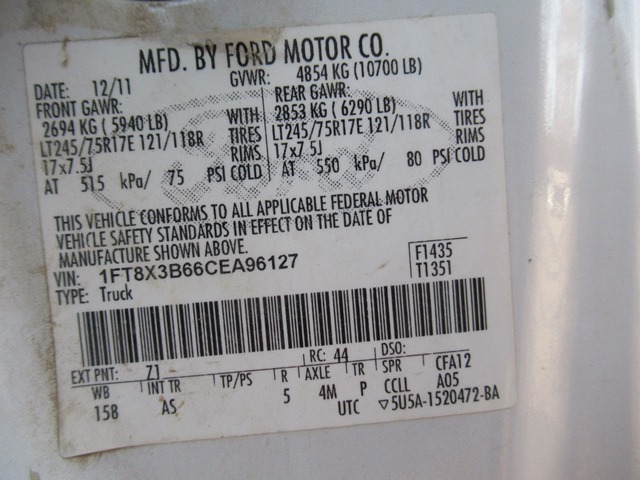 MFD. BY FORD MOTOR CO.
DATE: 12/11 GVWR: 4854 KG (10700 LB)
FRONT GAWR: REAR GAWR:
2694 KG (5940 LB) WITH 2853 KG (6290 LB) WITH
LT245/75R17E 121/118R TIRES LT245/75R17E 121/118R TIRES
17x7.5J RIMS 17x7.5J RIMS
AT 515 kPa/ 75 PSI COLD AT 550 kPa/ 80 PSI COLD
THIS VEHICLE CONFORMS TO ALL APPLICABLE FEDERAL MOTOR
VEHICLE SAFETY STANDARDS IN EFFECT ON THE DATE OF
MANUFACTURE SHOWN ABOVE.
VIN: 1FT8X3B66CEA96127 F1435
TYPE: Truck T1351
EXT PNT: Z1 RC: 44 DSO:
WB INT TR TP/PS R AXLE TR SPR CFA12
158 AS 5 4M P CCLL A05
UTC ▽5U5A-1520472-BA